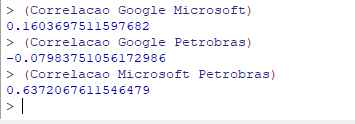 > (Correlacao Google Microsoft)
0.1603697511597682
> (Correlacao Google Petrobras)
-0.07983751056172986
> (Correlacao Microsoft Petrobras)
0.6372067611546479
>